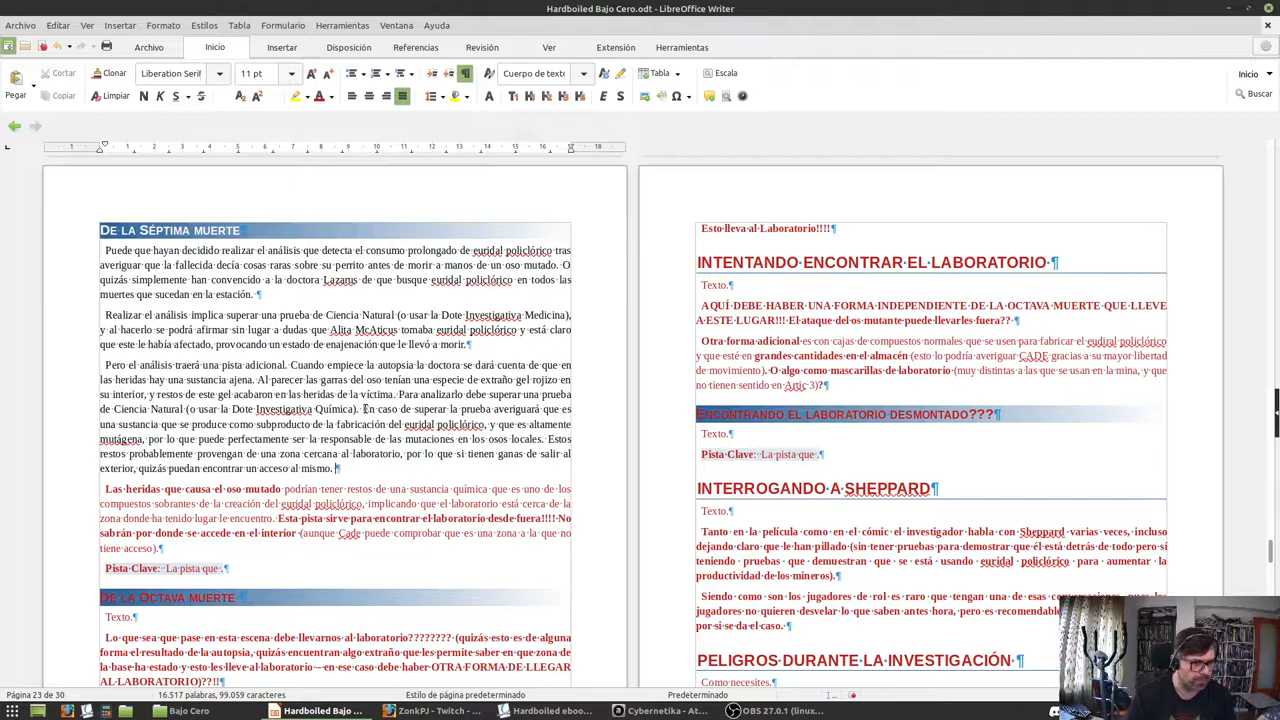 Hardboiled Bajo Cero.odt - LibreOffice Writer
Archivo Editar Ver Insertar Formato Estilos Tabla Formulario Herramientas Ventana Ayuda
Archivo Inicio Insertar Disposición Referencias Revisión Ver Extensión Herramientas
Pegar Cortar Clonar Liberation Serif 11 pt Cuerpo de texto Tabla Escala Inicio
Copiar Limpiar Buscar
1 1 2 3 4 5 6 7 8 9 10 11 12 13 14 15 16 17 18
De la Séptima muerte¶
Puede que hayan decidido realizar el análisis que detecta el consumo prolongado de euridal policlórico tras
averiguar que la fallecida decía cosas raras sobre su perrito antes de morir a manos de un oso mutado. O
quizás simplemente han convencido a la doctora Lazarus de que busque euridal policlórico en todos las
muertes que sucedan en la estación. ¶
Realizar el análisis implica superar una prueba de Ciencia Natural (o usar la Dote Investigativa Medicina),
y al hacerlo se podrá afirmar sin lugar a dudas que Alita McAticus tomaba euridal policlórico y está claro
que este le había afectado, provocando un estado de enajenación que le llevó a morir.¶
Pero el análisis traerá una pista adicional. Cuando empiece la autopsia la doctora se dará cuenta de que en
las heridas hay una sustancia ajena. Al parecer las garras del oso tenían una especie de extraño gel rojizo en
su interior, y restos de este gel acabaron en las heridas de la víctima. Para analizarlo debe superar una prueba
de Ciencia Natural (o usar la Dote Investigativa Química). En caso de superar la prueba averiguará que es
una sustancia que se produce como subproducto de la fabricación del euridal policlórico, y que es altamente
mutágena, por lo que puede perfectamente ser la responsable de las mutaciones en los osos locales. Estos
restos probablemente provengan de una zona cercana al laboratorio, por lo que si tienen ganas de salir al
exterior, quizás puedan encontrar un acceso al mismo. ¶
Las heridas que causa el oso mutado podrían tener restos de una sustancia química que es uno de los
compuestos sobrantes de la creación del euridal policlórico, implicando que el laboratorio está cerca de la
zona donde ha tenido lugar le encuentro. Esta pista sirve para encontrar el laboratorio desde fuera!!!! No
sabrán por donde se accede en el interior (aunque Cade puede comprobar que es una zona a la que no
tiene acceso).¶
Pista Clave: La pista que .¶
De la Octava muerte¶
Texto.¶
Lo que sea que pase en esta escena debe llevarnos al laboratorio???????? (quizás esto es de alguna
forma el resultado de la autopsia, quizás encuentran algo extraño que les permite saber en que zona de
la base ha estado y esto les lleve al laboratorio – en ese caso debe haber OTRA FORMA DE LLEGAR
AL LABORATORIO)??!!¶
Esto lleva al Laboratorio!!!!¶
INTENTANDO ENCONTRAR EL LABORATORIO ¶
Texto.¶
AQUÍ DEBE HABER UNA FORMA INDEPENDIENTE DE LA OCTAVA MUERTE QUE LLEVE
A ESTE LUGAR!!! El ataque del os mutante puede llevarles fuera?? ¶
Otra forma adicional es con cajas de compuestos normales que se usen para fabricar el eudiral policlórico
y que esté en grandes cantidades en el almacén (esto lo podría averiguar CADE gracias a su mayor libertad
de movimiento). O algo como mascarillas de laboratorio (muy distintas a las que se usan en la mina, y que
no tienen sentido en Artic 3)?¶
Encontrando el laboratorio desmontado???¶
Texto.¶
Pista Clave: La pista que .¶
INTERROGANDO A SHEPPARD¶
Texto.¶
Tanto en la película como en el cómic el investigador habla con Sheppard varias veces, incluso
dejando claro que le han pillado (sin tener pruebas para demostrar que él está detrás de todo pero sí
teniendo pruebas que demuestran que se está usando euridal policlórico para aumentar la
productividad de los mineros).¶
Siendo como son los jugadores de rol es raro que tengan una de esas
jugadores no quieren desvelar lo que saben antes hora, pero es recomendable
por si se da el caso. ¶
PELIGROS DURANTE LA INVESTIGACIÓN ¶
Como necesites.¶
Página 23 de 30 16.517 palabras, 99.059 caracteres Estilo de página predeterminado Predeterminado
Bajo Cero Hardboiled Bajo ... ZonkPJ - Twitch - ... Hardboiled eboo... Cybernetika - At... OBS 27.0.1 (linux...